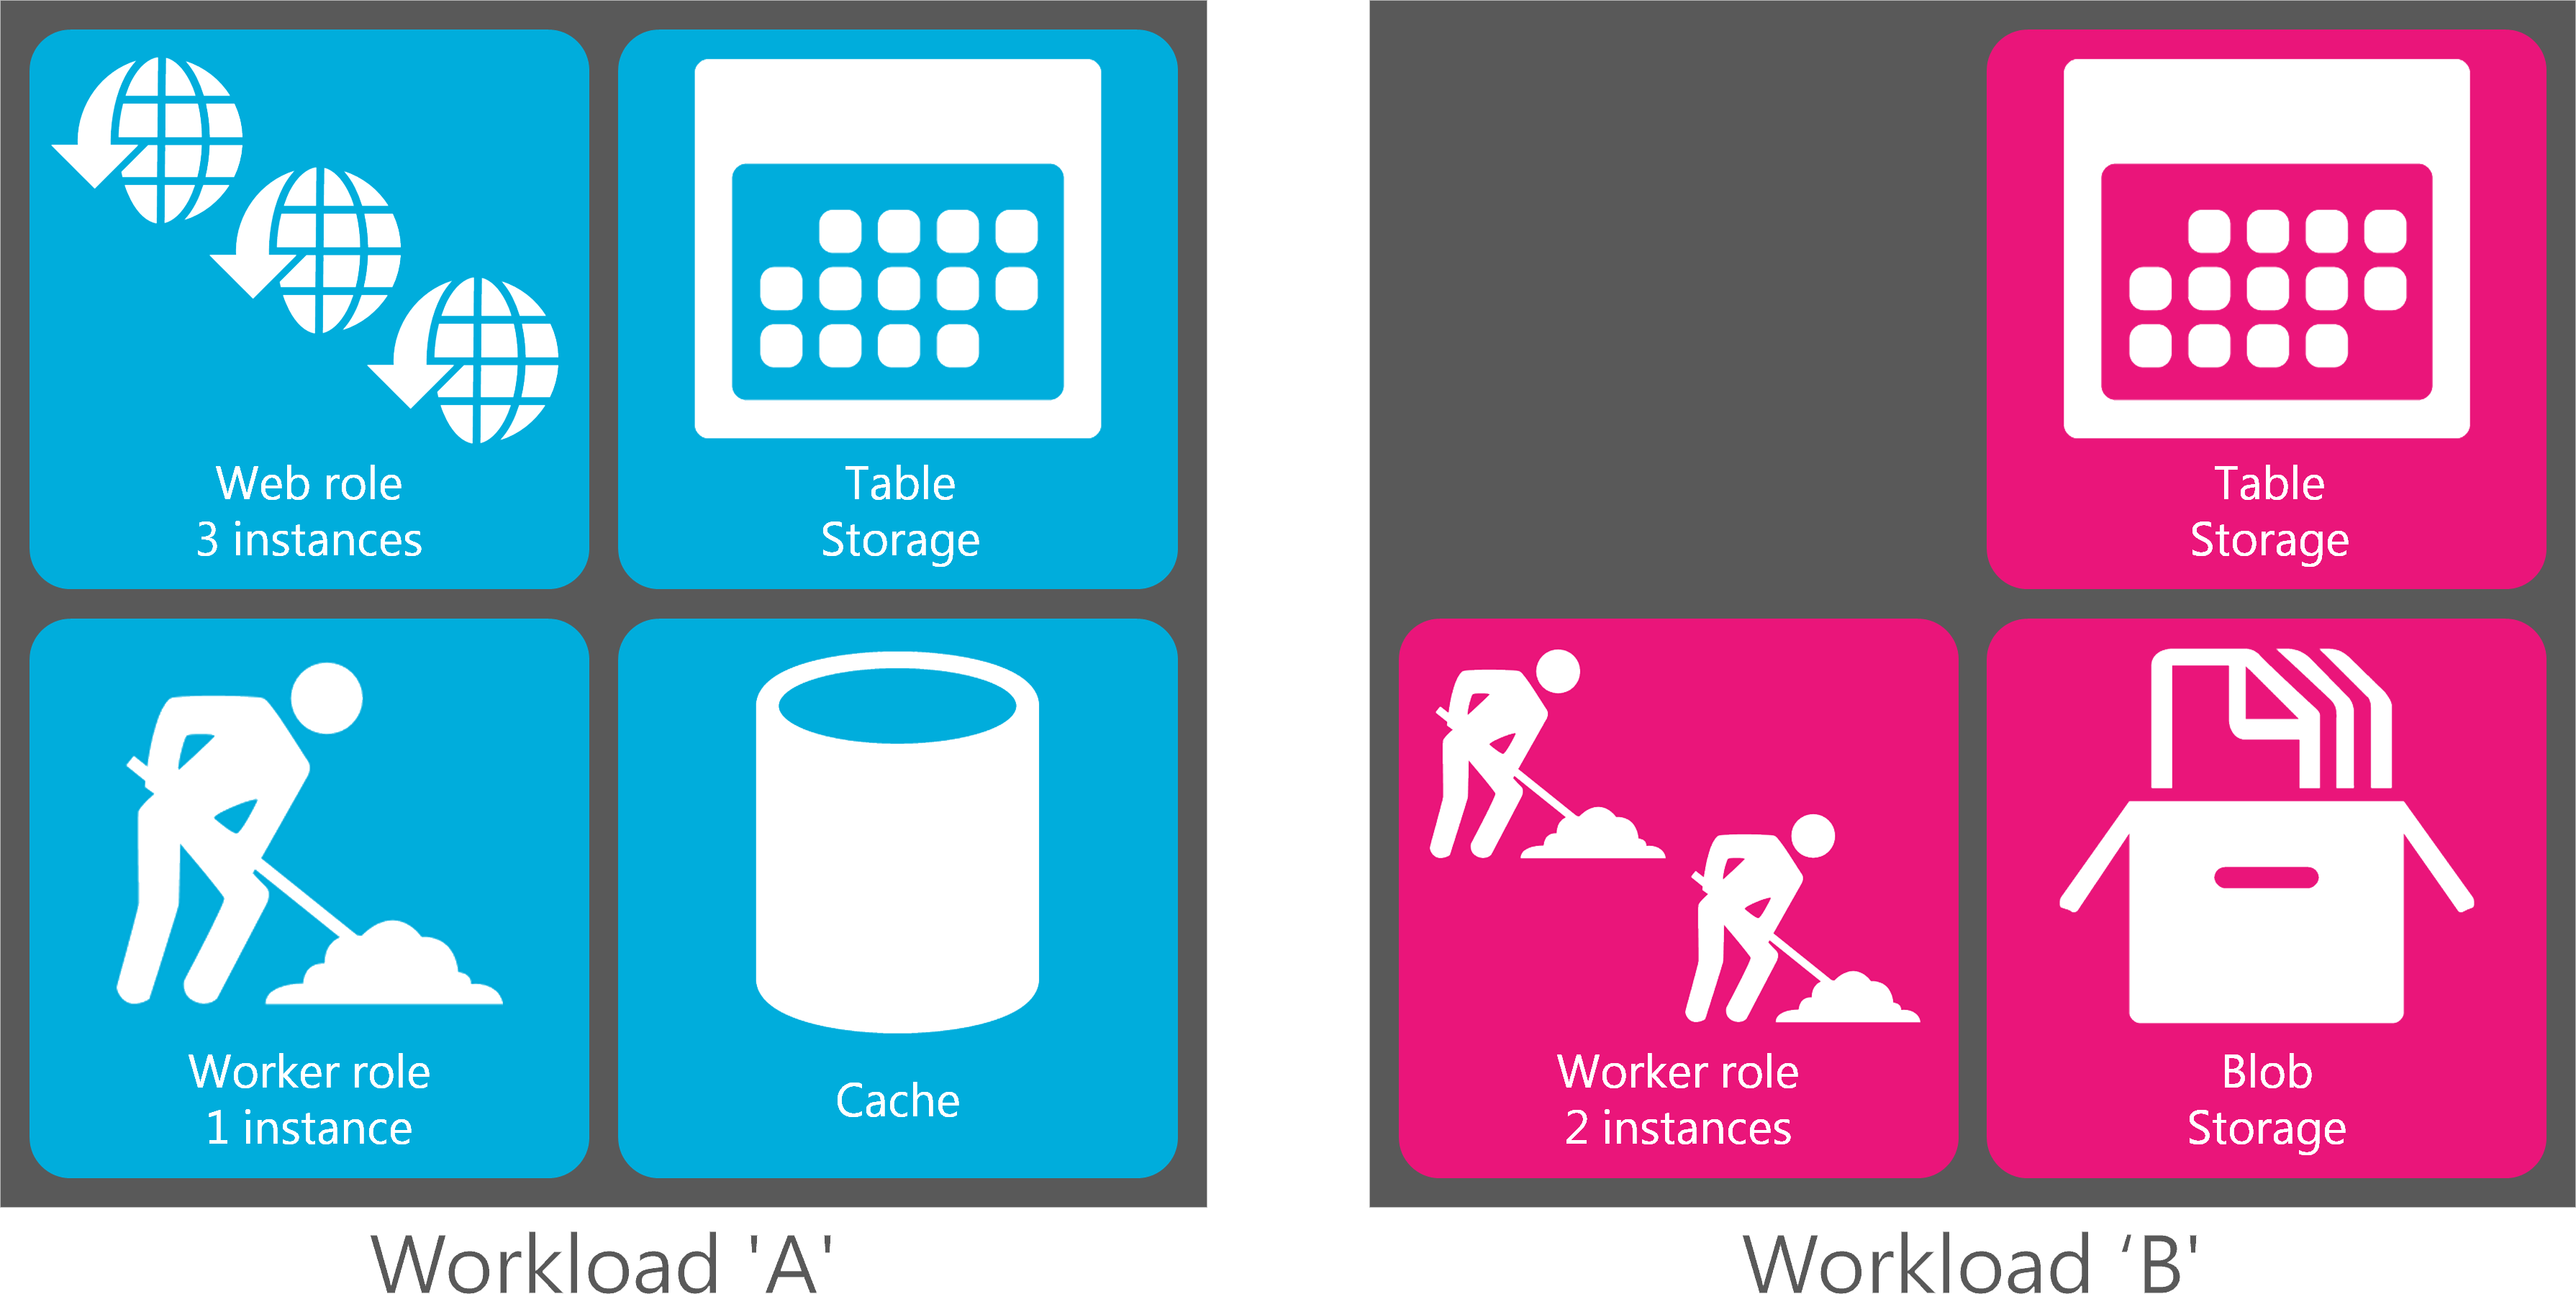 Web role
3 instances
Table
Storage
Worker role
1 instance
Cache
Workload 'A'
Table
Storage
Worker role
2 instances
Blob
Storage
Workload ‘B'